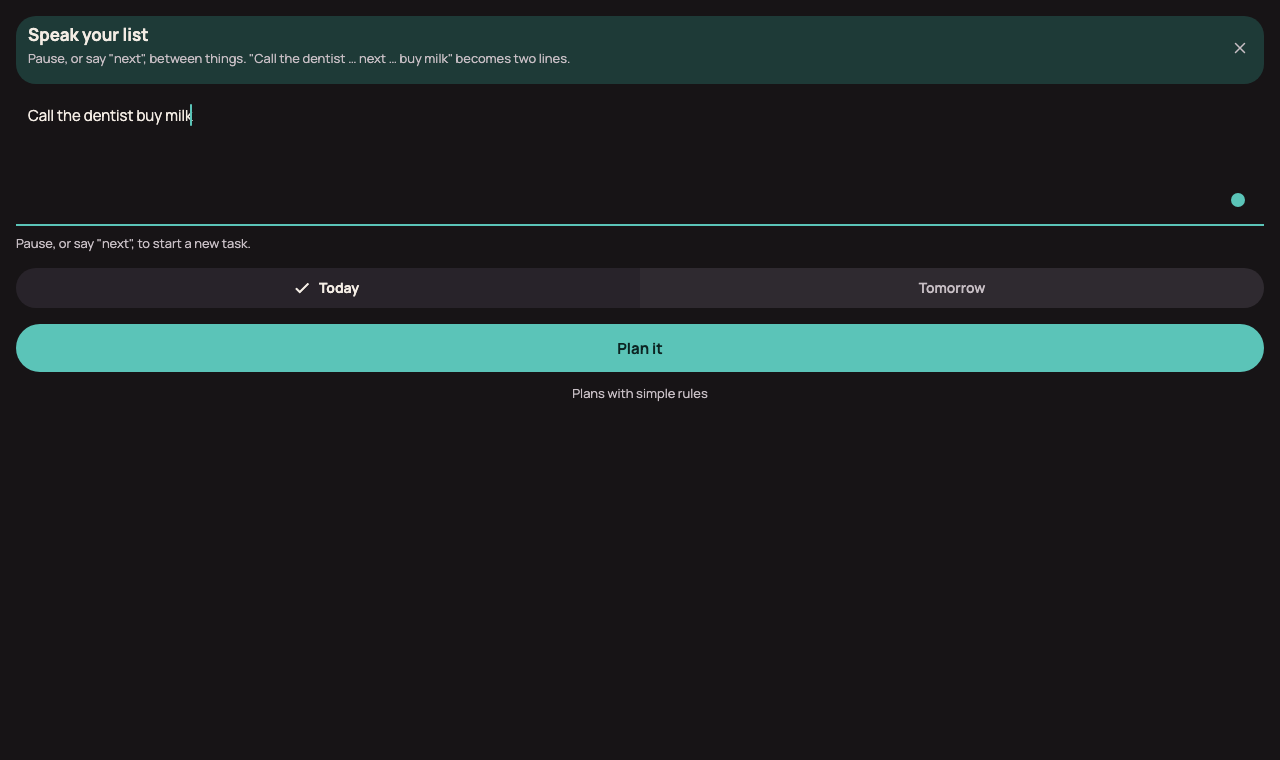 Speak your list
Pause, or say "next", between things. "Call the dentist … next … buy milk" becomes two lines.
Call the dentist buy milk
Pause, or say "next", to start a new task.
Today
Tomorrow
Plan it
Plans with simple rules